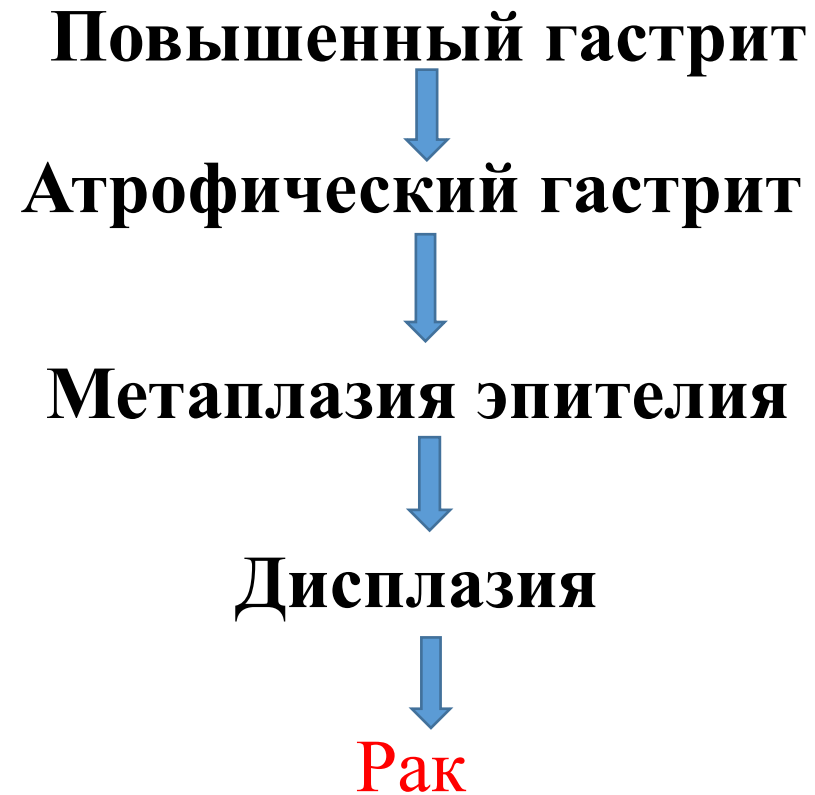 Повышенный гастрит
Атрофический гастрит
Метаплазия эпителия
Дисплазия
Рак